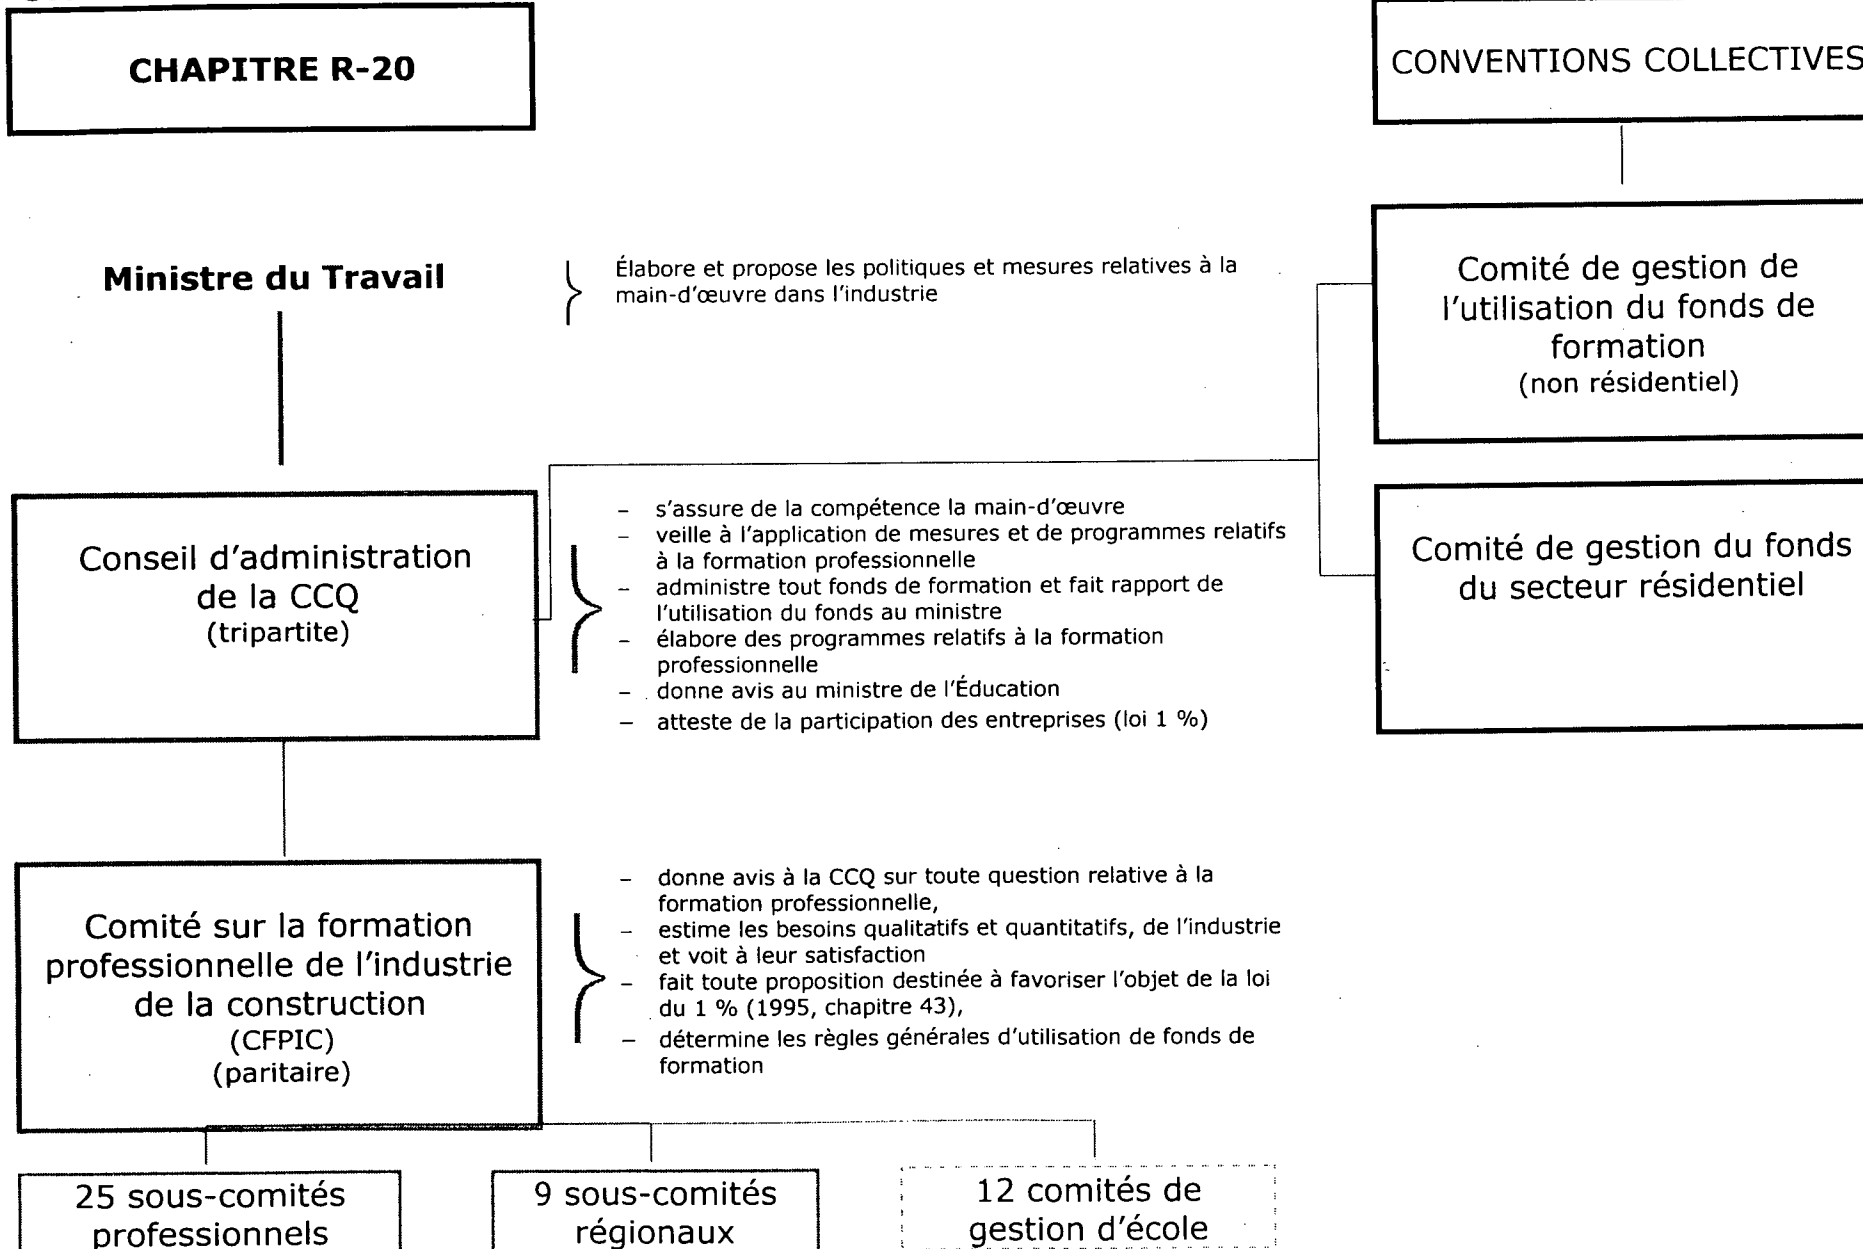 CHAPITRE R-20
CONVENTIONS COLLECTIVES
Ministre du Travail
Élabore et propose les politiques et mesures relatives à la
main-d'œuvre dans l'industrie
Comité de gestion de
l'utilisation du fonds de
formation
(non résidentiel)
Conseil d'administration
de la CCQ
(tripartite)
– s'assure de la compétence la main-d'œuvre
– veille à l'application de mesures et de programmes relatifs
à la formation professionnelle
– administre tout fonds de formation et fait rapport de
l'utilisation du fonds au ministre
– élabore des programmes relatifs à la formation
professionnelle
– donne avis au ministre de l'Éducation
– atteste de la participation des entreprises (loi 1 %)
Comité de gestion du fonds
du secteur résidentiel
Comité sur la formation
professionnelle de l'industrie
de la construction
(CFPIC)
(paritaire)
– donne avis à la CCQ sur toute question relative à la
formation professionnelle,
– estime les besoins qualitatifs et quantitatifs, de l'industrie
et voit à leur satisfaction
– fait toute proposition destinée à favoriser l'objet de la loi
du 1 % (1995, chapitre 43),
– détermine les règles générales d'utilisation de fonds de
formation
25 sous-comités
professionnels
9 sous-comités
régionaux
12 comités de
gestion d'école